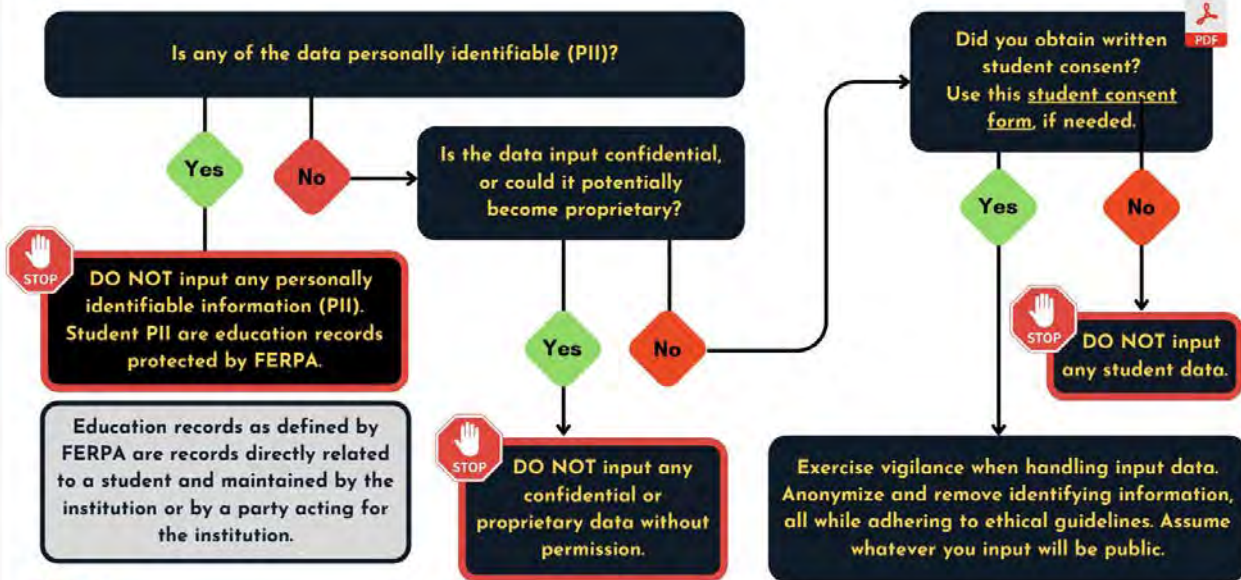 Is any of the data personally identifiable (PII)?
Yes
No
STOP
DO NOT input any personally
identifiable information (PII).
Student PII are education records
protected by FERPA.
Education records as defined by
FERPA are records directly related
to a student and maintained by the
institution or by a party acting for
the institution.
Is the data input confidential,
or could it potentially
become proprietary?
Yes
No
STOP
DO NOT input any
confidential or
proprietary data without
permission.
PDF
Did you obtain written
student consent?
Use this student consent
form, if needed.
Yes
No
STOP
DO NOT input
any student data.
Exercise vigilance when handling input data.
Anonymize and remove identifying information,
all while adhering to ethical guidelines. Assume
whatever you input will be public.